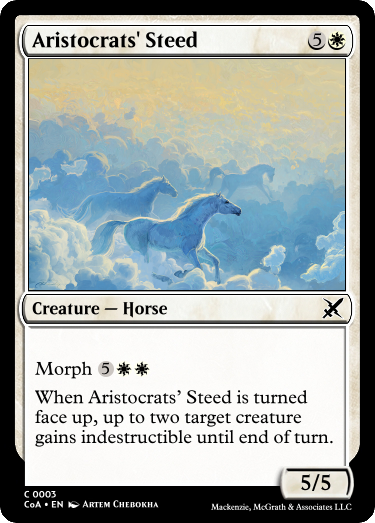 Aristocrats' Steed 5
Creature — Horse
Morph 5
When Aristocrats' Steed is turned
face up, up to two target creature
gains indestructible until end of turn.
5/5
C 0003
CoA • EN Artem Chebokha
Mackenzie, McGrath & Associates LLC